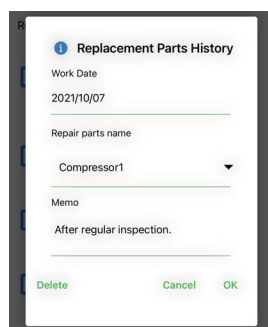 R
Replacement Parts History
Work Date
2021/10/07
Repair parts name
Compressor1
Memo
After regular inspection.
Delete Cancel OK